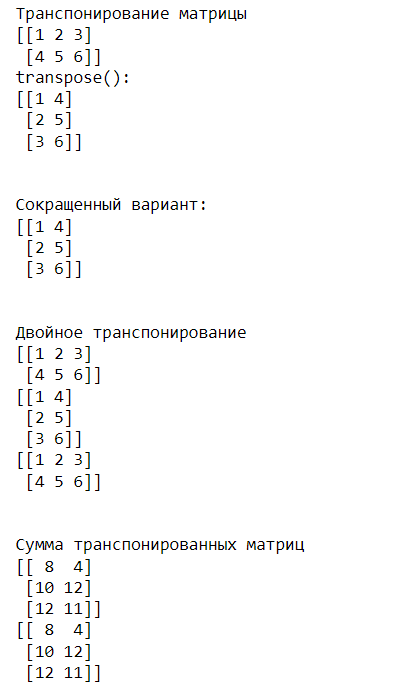 Транспонирование матрицы
[[1 2 3]
 [4 5 6]]
transpose():
[[1 4]
 [2 5]
 [3 6]]
Сокращенный вариант:
[[1 4]
 [2 5]
 [3 6]]
Двойное транспонирование
[[1 2 3]
 [4 5 6]]
[[1 4]
 [2 5]
 [3 6]]
[[1 2 3]
 [4 5 6]]
Сумма транспонированных матриц
[[ 8  4]
 [10 12]
 [12 11]]
[[ 8  4]
 [10 12]
 [12 11]]